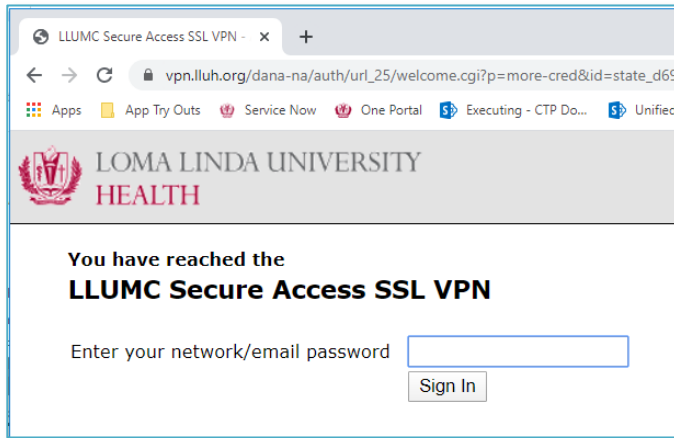 LLUMC Secure Access SSL VPN -
vpn.lluh.org/dana-na/auth/url_25/welcome.cgi?p=more-cred&id=state_d69
Apps App Try Outs Service Now One Portal Executing - CTP Do... Unified
LOMA LINDA UNIVERSITY
HEALTH
You have reached the
LLUMC Secure Access SSL VPN
Enter your network/email password
Sign In